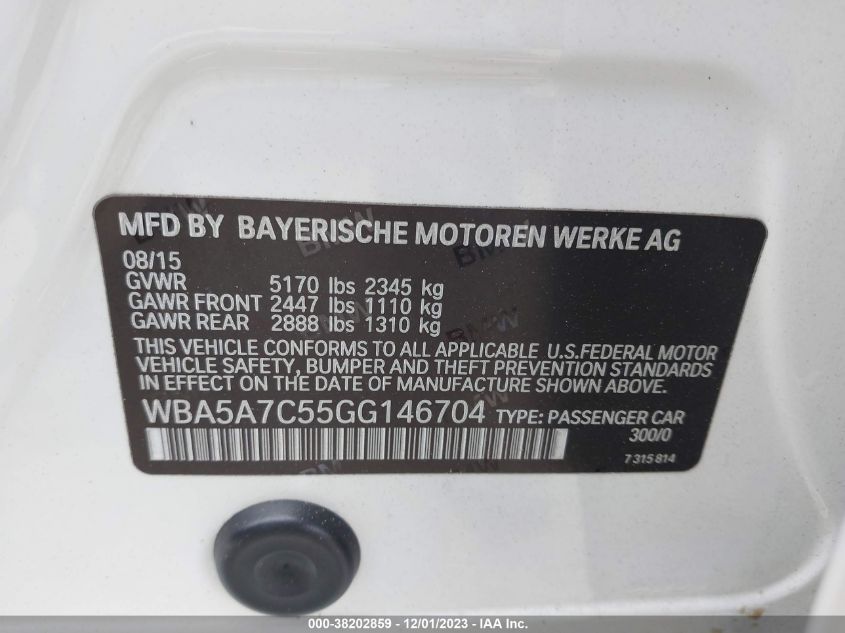 MFD BY BAYERISCHE MOTOREN WERKE AG
08/15
GVWR 5170 lbs 2345 kg
GAWR FRONT 2447 lbs 1110 kg
GAWR REAR 2888 lbs 1310 kg
THIS VEHICLE CONFORMS TO ALL APPLICABLE U.S.FEDERAL MOTOR
VEHICLE SAFETY, BUMPER AND THEFT PREVENTION STANDARDS
IN EFFECT ON THE DATE OF MANUFACTURE SHOWN ABOVE.
WBA5A7C55GG146704 TYPE: PASSENGER CAR
300/0
7 315 814
000-38202859 - 12/01/2023 - IAA Inc.